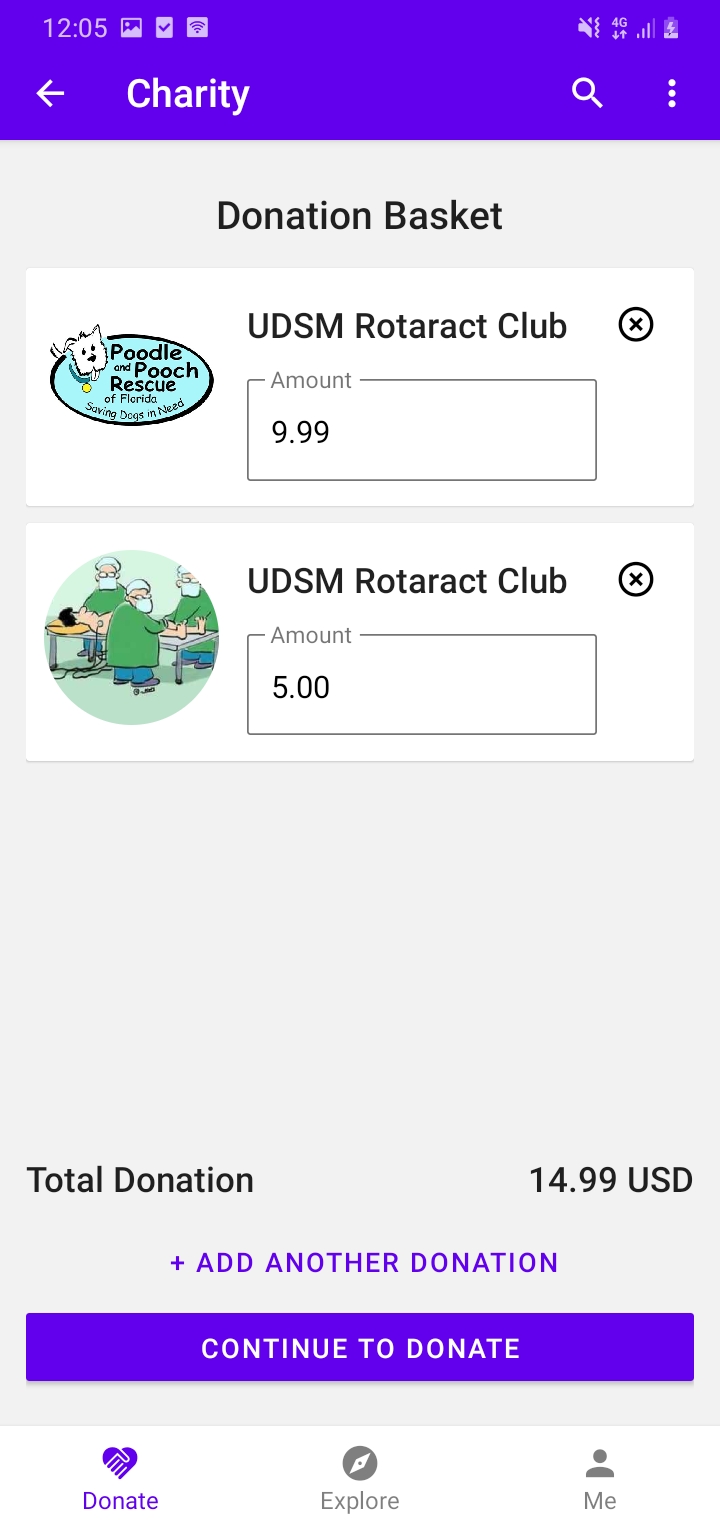 12:05
4G
Charity
Donation Basket
UDSM Rotaract Club
Poodle
and Pooch
Rescue
of Florida
Saving Dogs in Need
Amount
9.99
UDSM Rotaract Club
Amount
5.00
Total Donation 14.99 USD
+ ADD ANOTHER DONATION
CONTINUE TO DONATE
Donate Explore Me